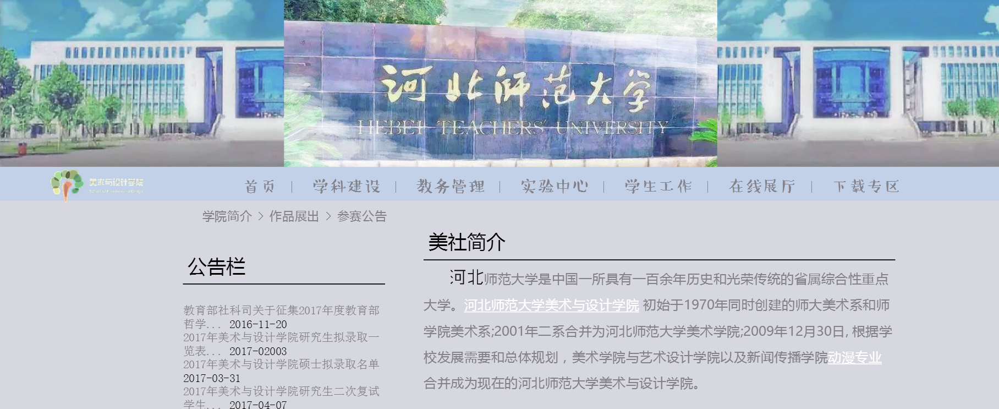 河北师范大学
HEBEI TEACHERS' UNIVERSITY
美术与设计学院
首页 | 学科建设 | 教务管理 | 实验中心 | 学生工作 | 在线展厅 | 下载专区
学院简介 > 作品展出 > 参赛公告
公告栏
教育部社科司关于征集2017年度教育部
哲学... 2016-11-20
2017年美术与设计学院研究生拟录取一
览表... 2017-02003
2017年美术与设计学院硕士拟录取名单
2017-03-31
2017年美术与设计学院研究生二次复试
学生... 2017-04-07
美社简介
河北师范大学是中国一所具有一百余年历史和光荣传统的省属综合性重点
大学。河北师范大学美术与设计学院 初始于1970年同时创建的师大美术系和师
学院美术系;2001年二系合并为河北师范大学美术学院;2009年12月30日, 根据学
校发展需要和总体规划，美术学院与艺术设计学院以及新闻传播学院动漫专业
合并成为现在的河北师范大学美术与设计学院。